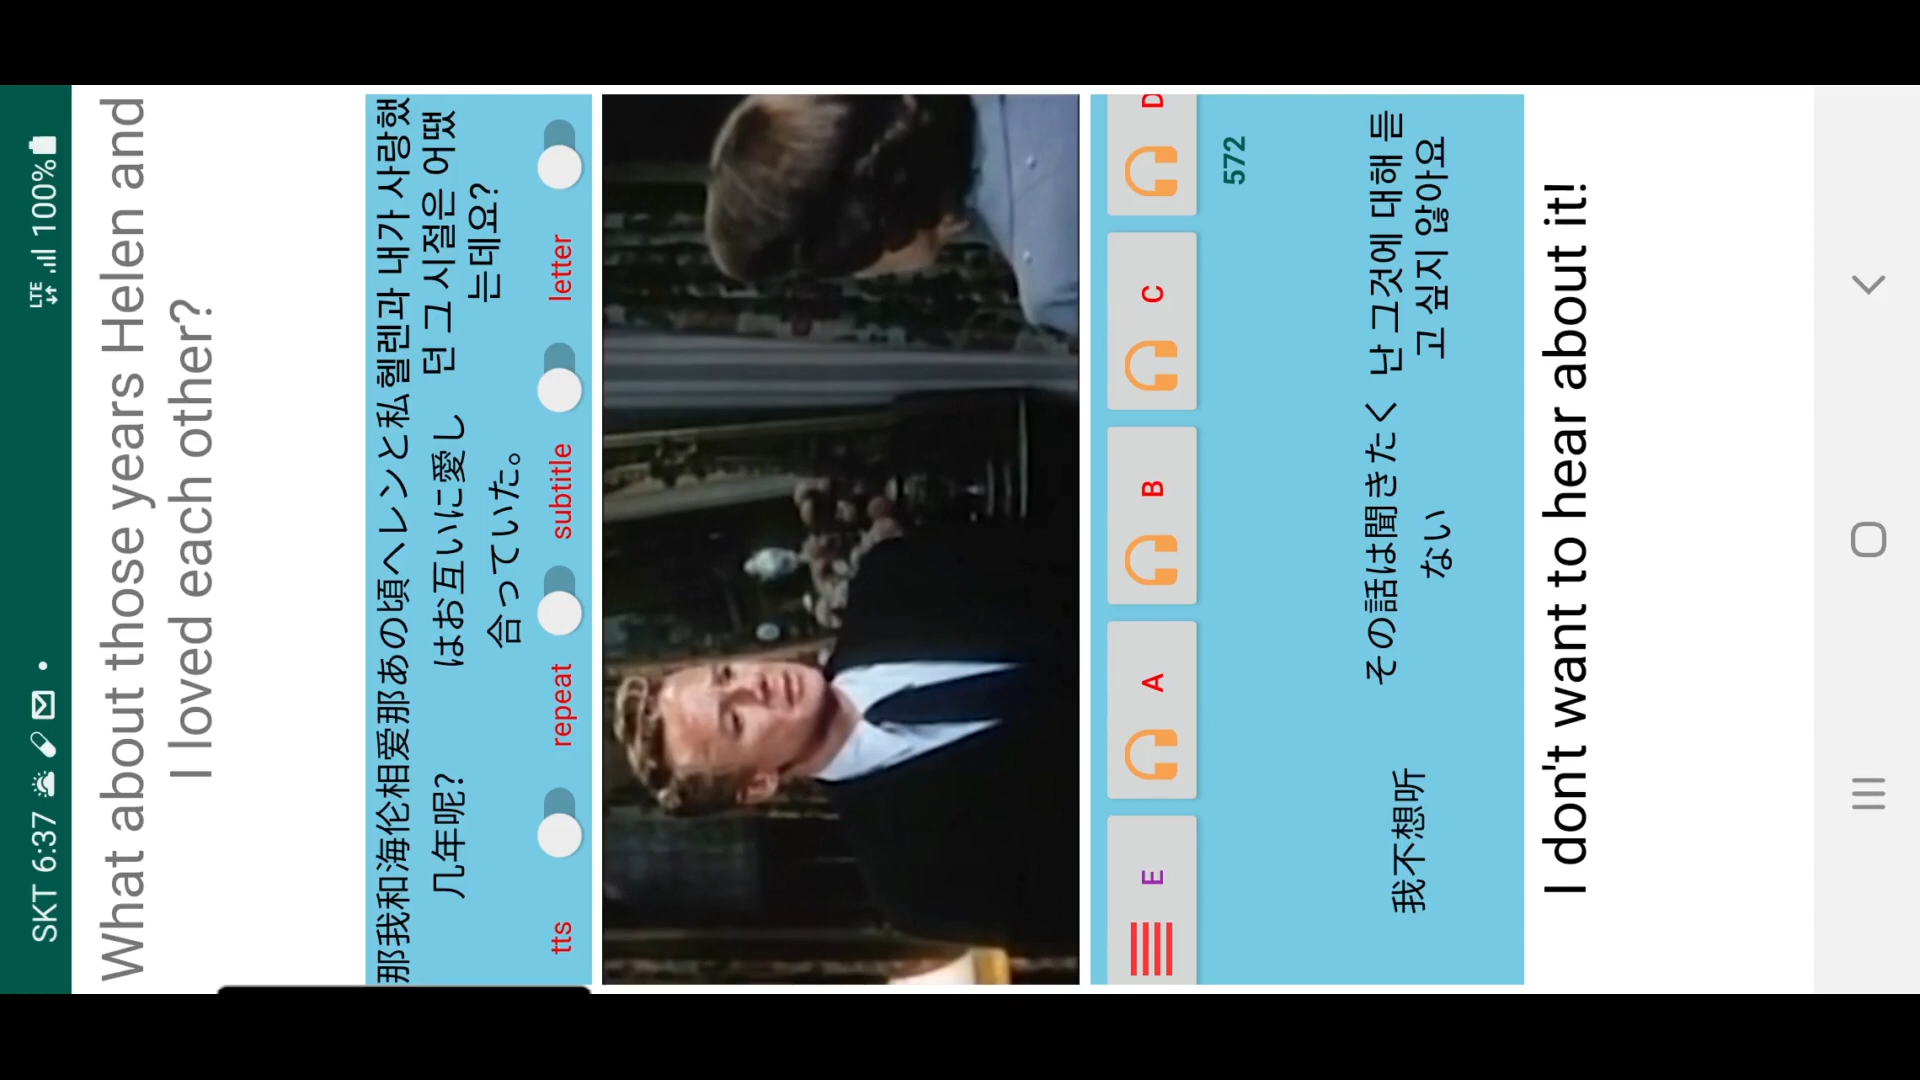 SKT 6:37
LTE
100%
What about those years Helen and
I loved each other?
那我和海伦相爱那
几年呢?
あの頃ヘレンと私
はお互いに愛し
合っていた。
헬렌과 내가 사랑했
던 그 시절은 어땠
는데요?
tts
repeat
subtitle
letter
E
A
B
C
D
572
我不想听
その話は聞きたく
ない
난 그것에 대해 듣
고 싶지 않아요
I don't want to hear about it!